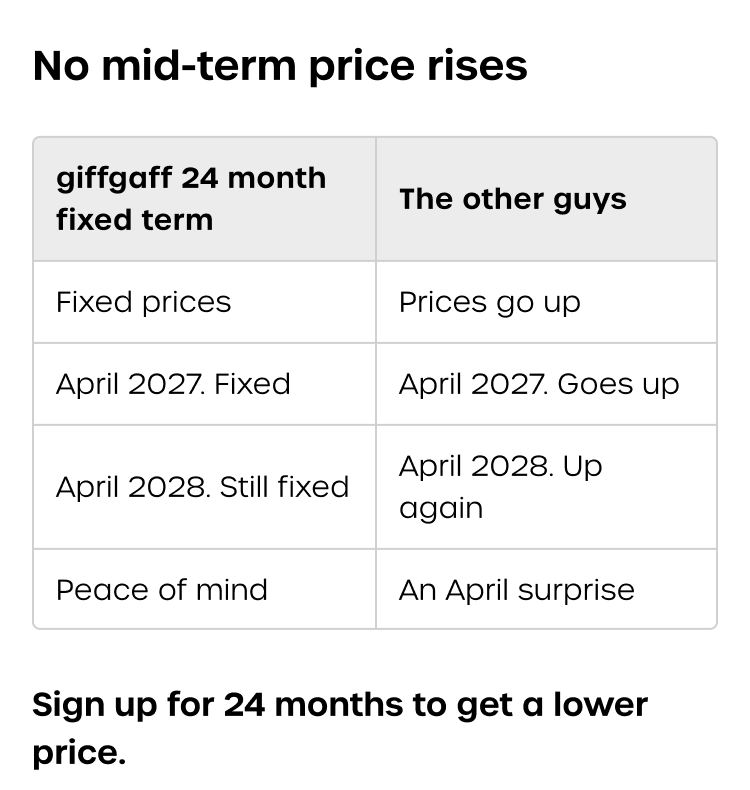 No mid-term price rises
giffgaff 24 month
fixed term
The other guys
Fixed prices
Prices go up
April 2027. Fixed
April 2027. Goes up
April 2028. Still fixed
April 2028. Up
again
Peace of mind
An April surprise
Sign up for 24 months to get a lower
price.